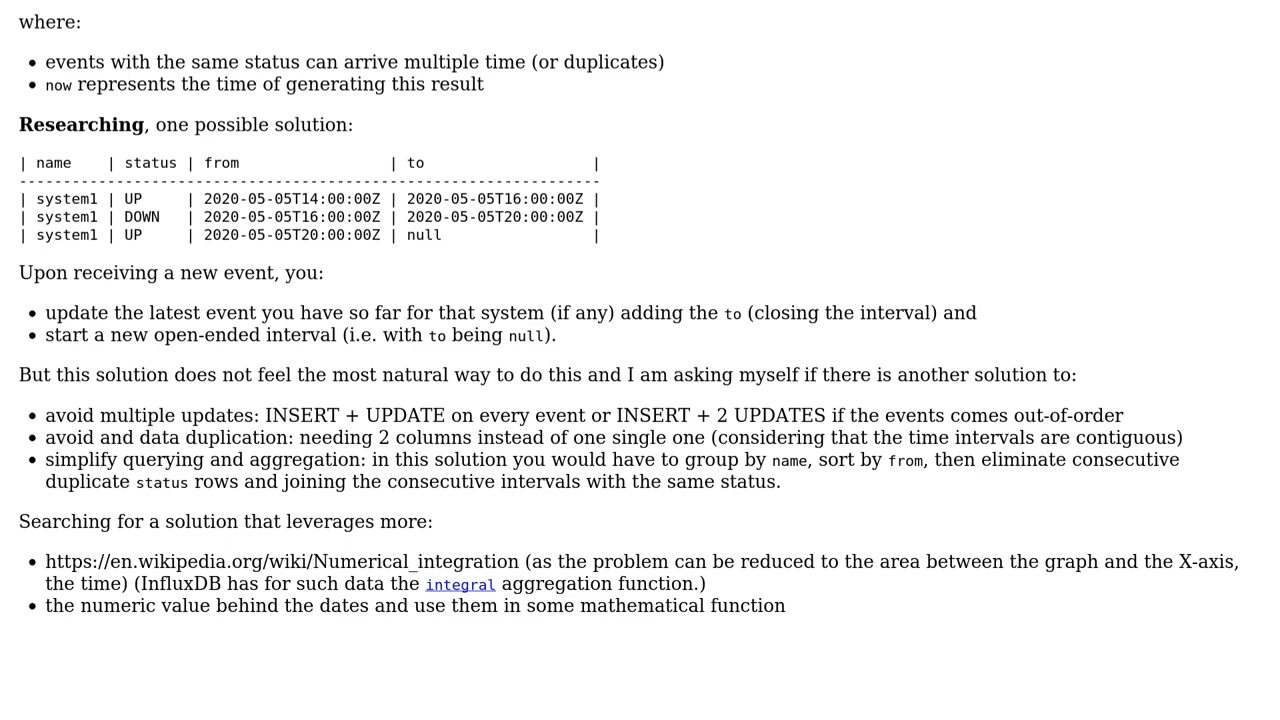 where:
events with the same status can arrive multiple time (or duplicates)
now represents the time of generating this result
Researching, one possible solution:
| name    | status | from                 | to                   |
------------------------------------------------------------------
| system1 | UP     | 2020-05-05T14:00:00Z | 2020-05-05T16:00:00Z |
| system1 | DOWN   | 2020-05-05T16:00:00Z | 2020-05-05T20:00:00Z |
| system1 | UP     | 2020-05-05T20:00:00Z | null                 |
Upon receiving a new event, you:
update the latest event you have so far for that system (if any) adding the to (closing the interval) and
start a new open-ended interval (i.e. with to being null).
But this solution does not feel the most natural way to do this and I am asking myself if there is another solution to:
avoid multiple updates: INSERT + UPDATE on every event or INSERT + 2 UPDATES if the events comes out-of-order
avoid and data duplication: needing 2 columns instead of one single one (considering that the time intervals are contiguous)
simplify querying and aggregation: in this solution you would have to group by name, sort by from, then eliminate consecutive
duplicate status rows and joining the consecutive intervals with the same status.
Searching for a solution that leverages more:
https://en.wikipedia.org/wiki/Numerical_integration (as the problem can be reduced to the area between the graph and the X-axis,
the time) (InfluxDB has for such data the integral aggregation function.)
the numeric value behind the dates and use them in some mathematical function